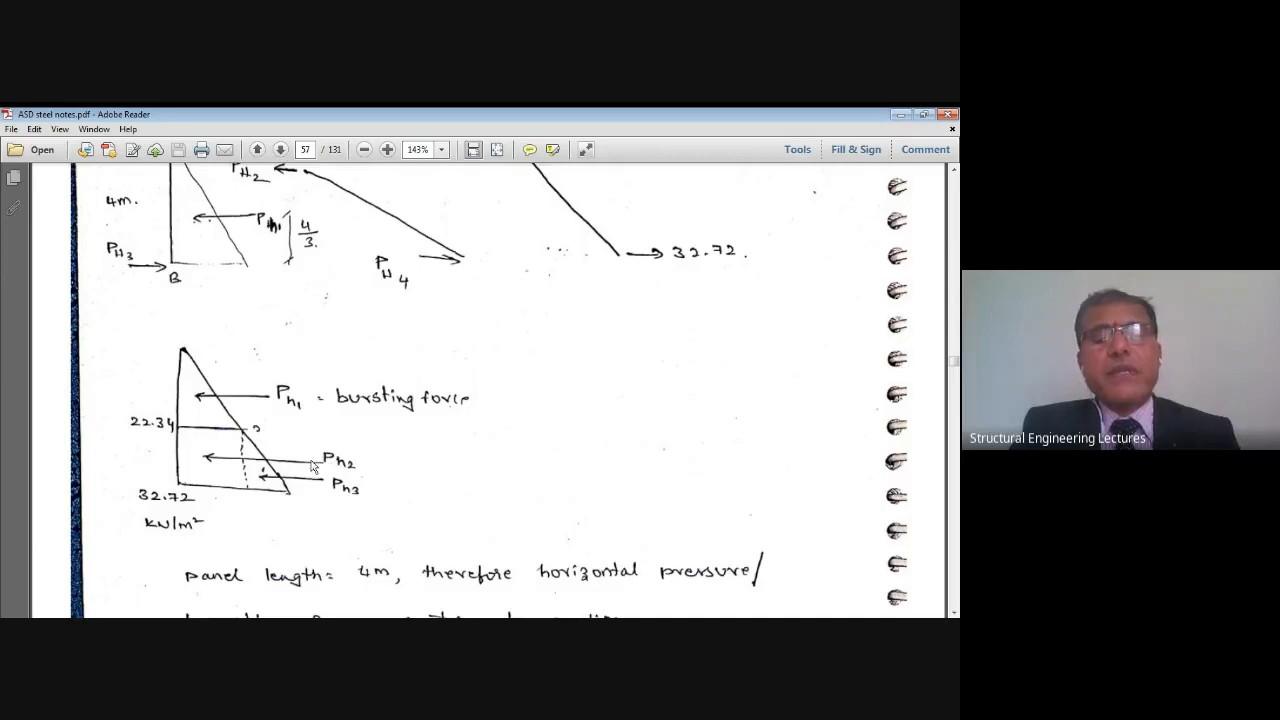 ASD steel notes.pdf - Adobe Reader
File Edit View Window Help
Open 57 / 131 143% Tools Fill & Sign Comment
PH2
4m.
4/3.
PH3
B
PH4
32.72.
Ph1 = bursting force
22.34
Ph2
Ph3
32.72
kN/m²
panel length = 4m, therefore horizontal pressure/
Structural Engineering Lectures